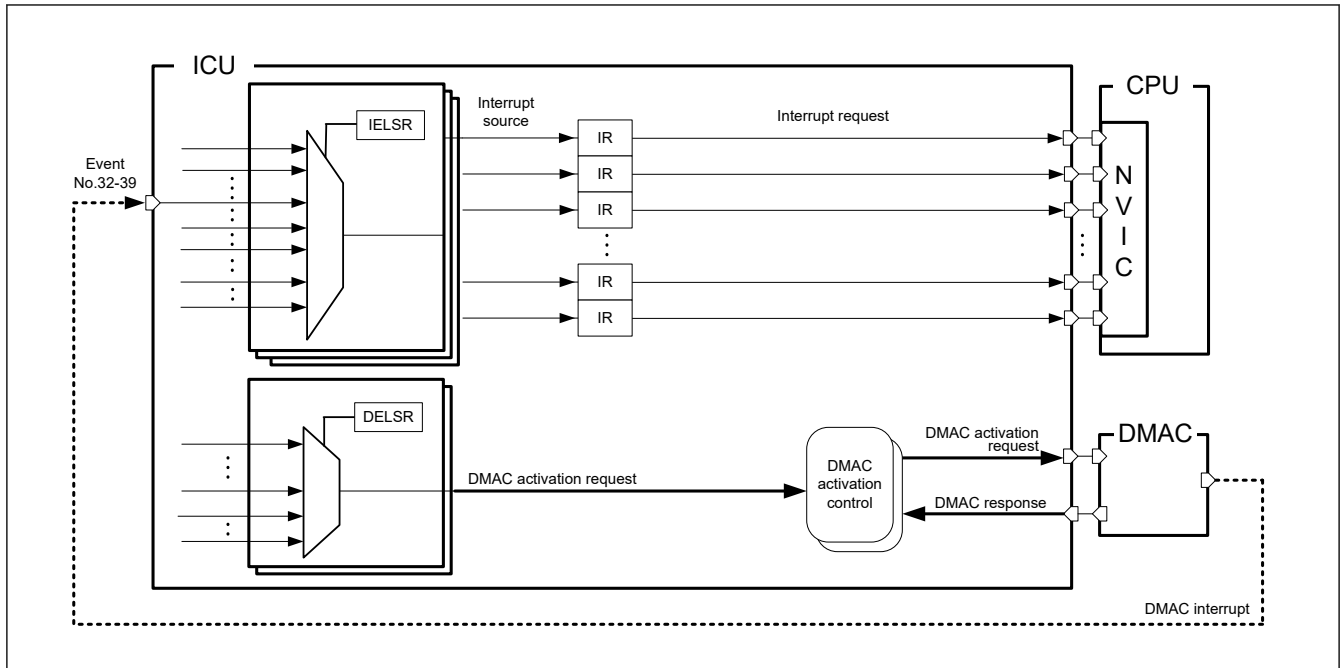 ICU
CPU
IELSR
Interrupt
source
Interrupt request
IR
IR
IR
IR
IR
N
V
I
C
Event
No.32-39
DELSR
DMAC activation request
DMAC
activation
control
DMAC activation
request
DMAC response
DMAC
DMAC interrupt